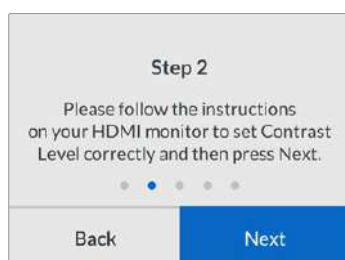 Step 2
Please follow the instructions
on your HDMI monitor to set Contrast
Level correctly and then press Next.
Back
Next